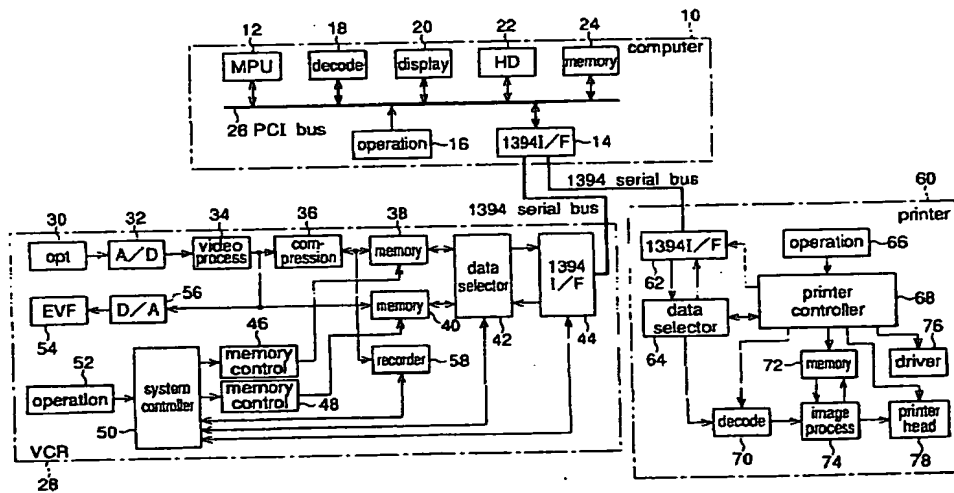 10
computer
12
18
20
22
24
MPU
decode
display
HD
memory
26 PCI bus
operation
16
1394I/F
14
1394 serial bus
1394 serial bus
60
printer
30
32
34
36
38
opt
A/D
video
process
com-
pression
memory
data
selector
1394
I/F
EVF
D/A
56
memory
40
42
44
54
46
52
memory
control
recorder
58
operation
system
controller
memory
control
48
50
VCR
28
1394I/F
62
operation
66
data
selector
64
printer
controller
68
76
driver
72
memory
decode
70
image
process
74
printer
head
78